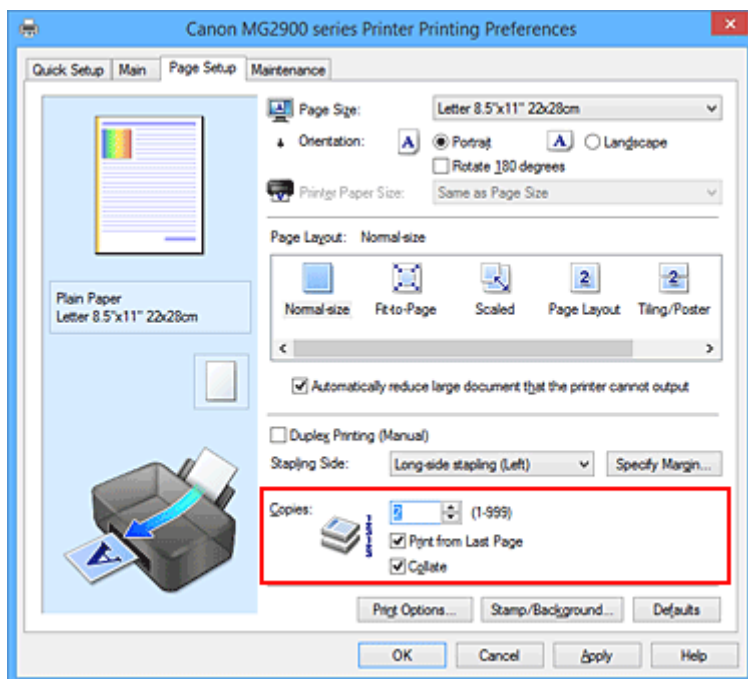 Canon MG2900 series Printer Printing Preferences
Quick Setup Main Page Setup Maintenance
Page Size: Letter 8.5"x11" 22x28cm
Orientation: A Portrait A Landscape
Rotate 180 degrees
Printer Paper Size: Same as Page Size
Page Layout: Normal-size
Plain Paper
Letter 8.5"x11" 22x28cm
2 2
Normal-size Fit-to-Page Scaled Page Layout Tiling/Poster
Automatically reduce large document that the printer cannot output
Duplex Printing (Manual)
Stapling Side: Long-side stapling (Left) Specify Margin...
Copies: 2 (1-999)
Print from Last Page
Collate
A
Print Options... Stamp/Background... Defaults
OK Cancel Apply Help